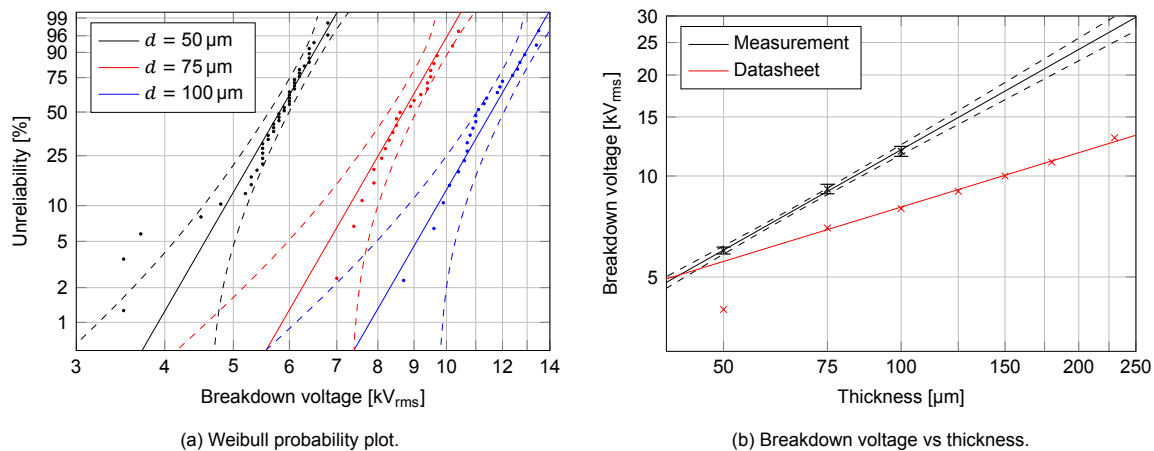 99
96
90
75
50
25
10
5
2
1
Unreliability [%]
d = 50 µm
d = 75 µm
d = 100 µm
3 4 5 6 7 8 9 10 11 12 14
Breakdown voltage [kVrms]
(a) Weibull probability plot.
30
25
20
15
10
5
Breakdown voltage [kVrms]
Measurement
Datasheet
50 75 100 150 200 250
Thickness [µm]
(b) Breakdown voltage vs thickness.